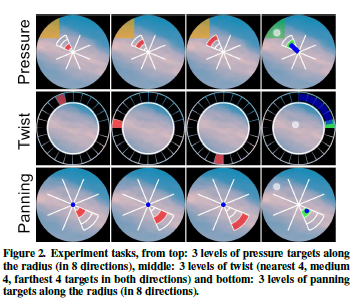 Pressure
Twist
Panning
Figure 2. Experiment tasks, from top: 3 levels of pressure targets along
the radius (in 8 directions), middle: 3 levels of twist (nearest 4, medium
4, farthest 4 targets in both directions) and bottom: 3 levels of panning
targets along the radius (in 8 directions).